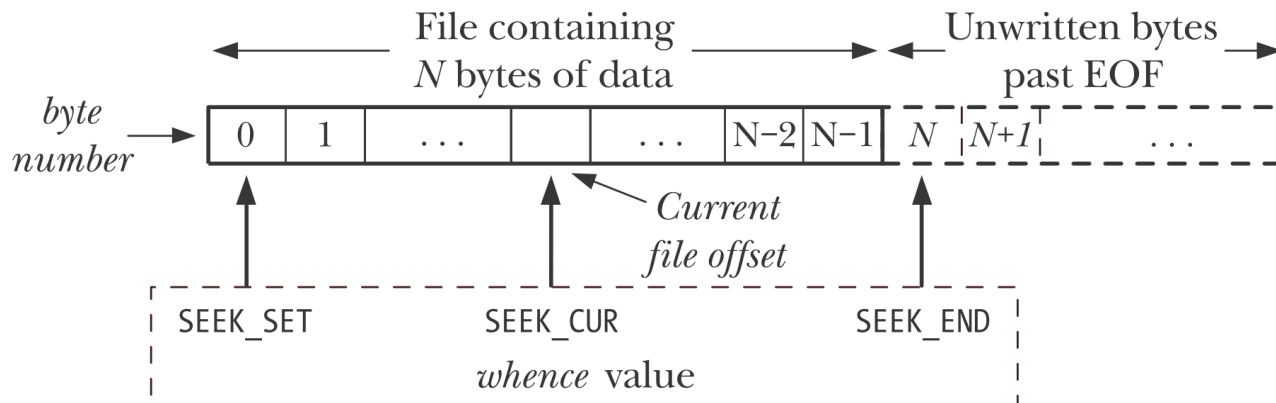 File containing
N bytes of data
Unwritten bytes
past EOF
byte
number
0 1 ... ... N−2 N−1 N N+1 ...
Current
file offset
SEEK_SET SEEK_CUR SEEK_END
whence value